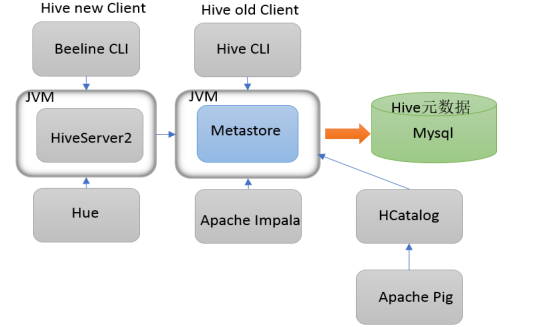 Hive new Client
Hive old Client
Beeline CLI
Hive CLI
JVM
JVM
HiveServer2
Metastore
Hive元数据
Mysql
Hue
Apache Impala
HCatalog
Apache Pig